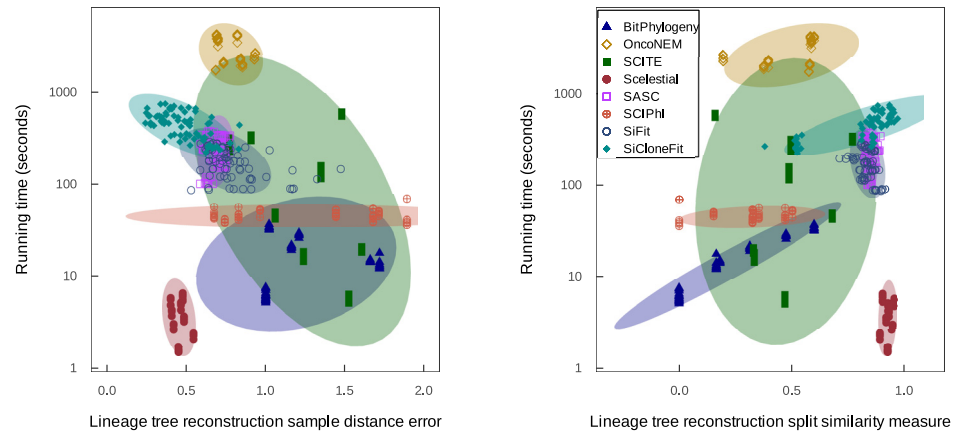 Running time (seconds)
1000
100
10
1
0.0 0.5 1.0 1.5 2.0
Lineage tree reconstruction sample distance error
Running time (seconds)
1000
100
10
1
0.0 0.5 1.0
Lineage tree reconstruction split similarity measure
BitPhylogeny
OncoNEM
SCITE
Scelestial
SASC
SCIPhI
SiFit
SiCloneFit